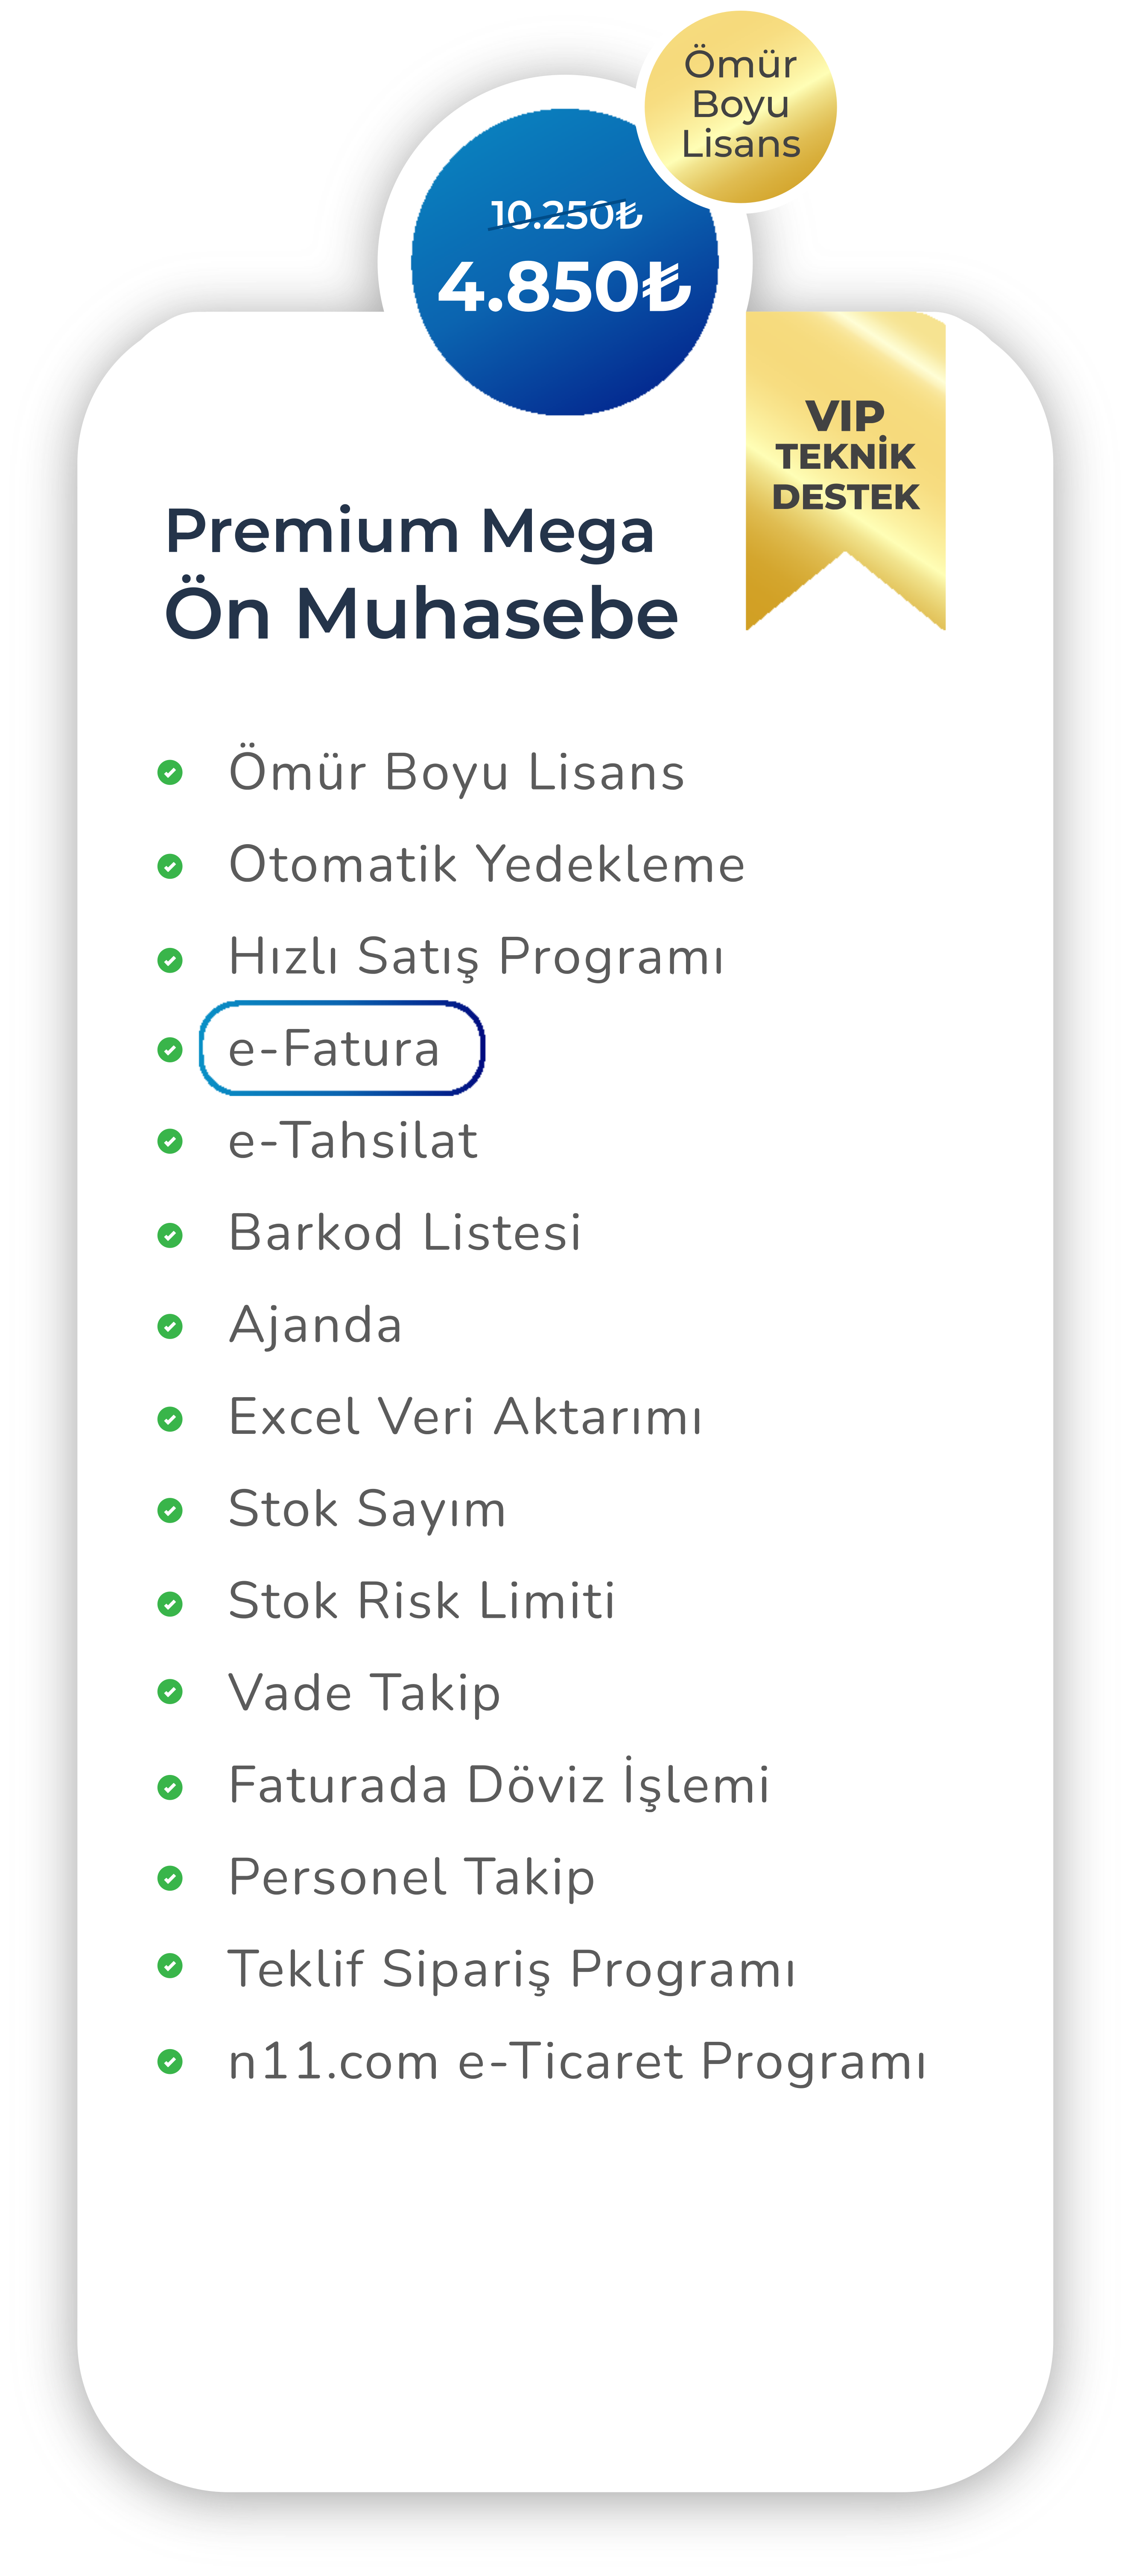 Ömür
Boyu
Lisans
10.250₺
4.850₺
VIP
TEKNİK
DESTEK
Premium Mega
Ön Muhasebe
Ömür Boyu Lisans
Otomatik Yedekleme
Hızlı Satış Programı
e-Fatura
e-Tahsilat
Barkod Listesi
Ajanda
Excel Veri Aktarımı
Stok Sayım
Stok Risk Limiti
Vade Takip
Faturada Döviz İşlemi
Personel Takip
Teklif Sipariş Programı
n11.com e-Ticaret Programı